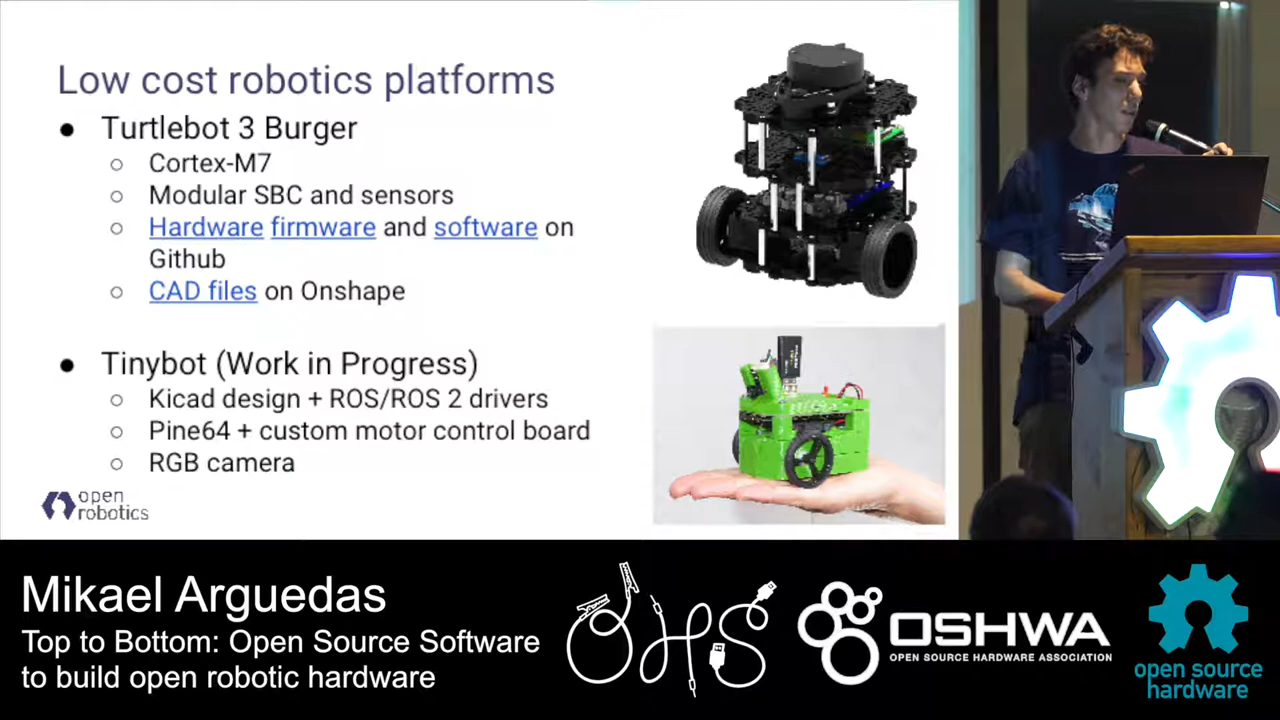 Low cost robotics platforms
● Turtlebot 3 Burger
○ Cortex-M7
○ Modular SBC and sensors
○ Hardware firmware and software on
Github
○ CAD files on Onshape
● Tinybot (Work in Progress)
○ Kicad design + ROS/ROS 2 drivers
○ Pine64 + custom motor control board
○ RGB camera
open
robotics
Mikael Arguedas
Top to Bottom: Open Source Software
to build open robotic hardware
OHS
OSHWA
OPEN SOURCE HARDWARE ASSOCIATION
open source
hardware